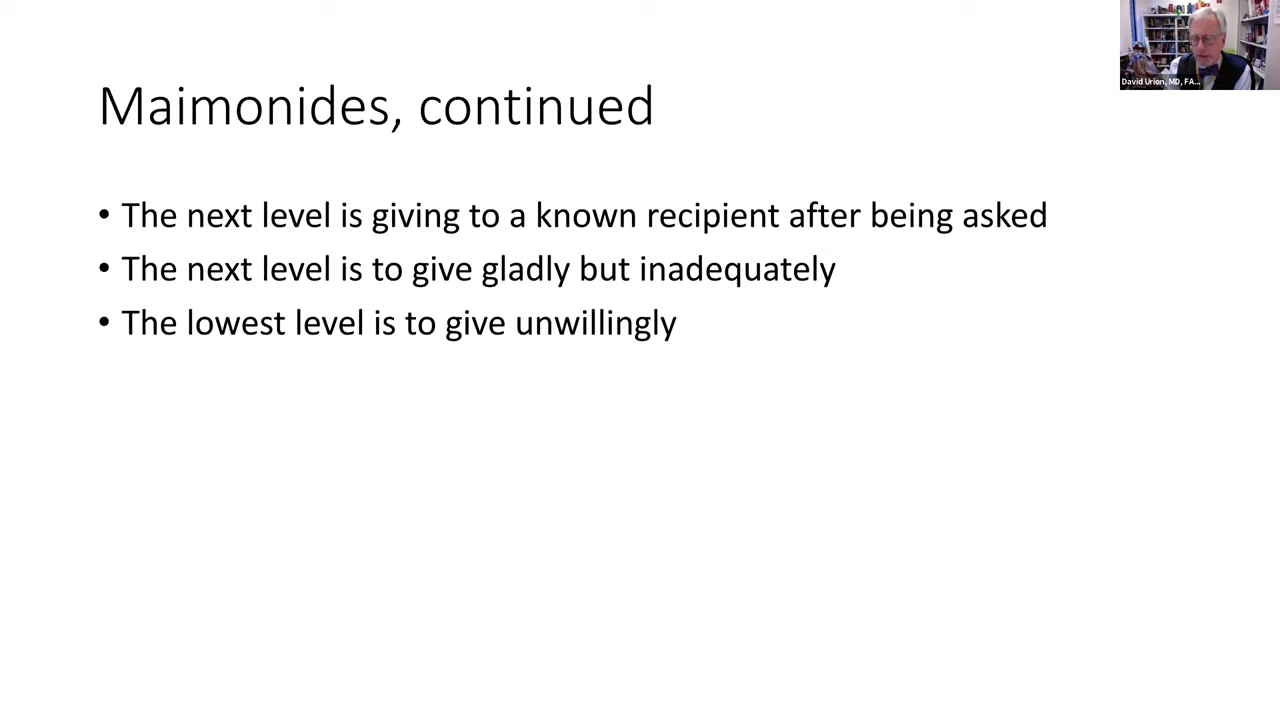 David Urion, MD, FA...
Maimonides, continued
• The next level is giving to a known recipient after being asked
• The next level is to give gladly but inadequately
• The lowest level is to give unwillingly